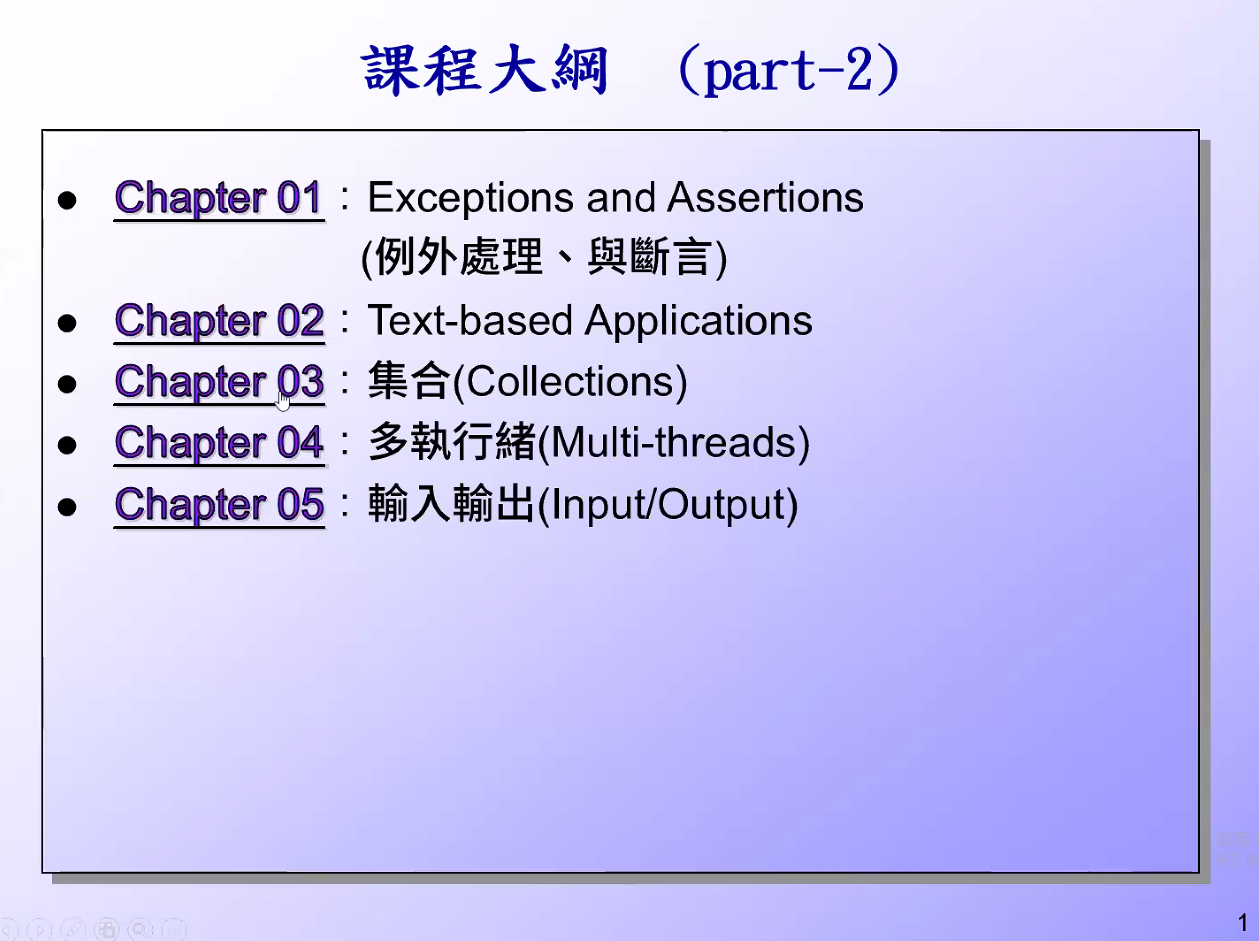 課程大綱 (part-2)
● Chapter 01：Exceptions and Assertions
(例外處理、與斷言)
● Chapter 02：Text-based Applications
● Chapter 03：集合(Collections)
● Chapter 04：多執行緒(Multi-threads)
● Chapter 05：輸入輸出(Input/Output)
1